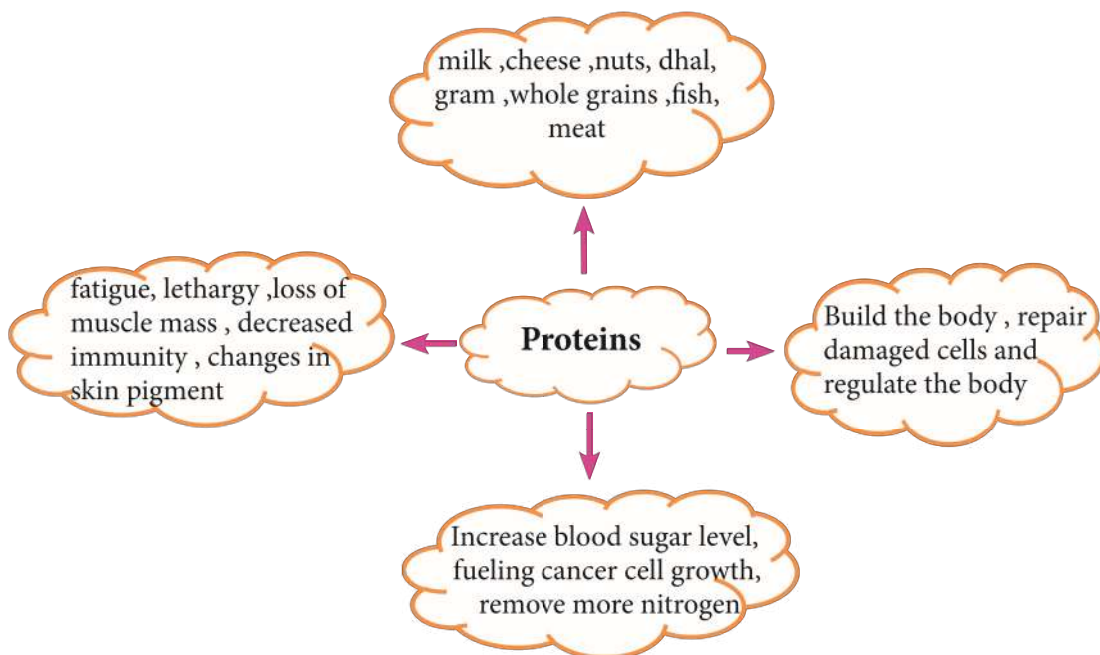 milk ,cheese ,nuts, dhal,
gram ,whole grains ,fish,
meat
fatigue, lethargy ,loss of
muscle mass , decreased
immunity , changes in
skin pigment
Proteins
Build the body , repair
damaged cells and
regulate the body
Increase blood sugar level,
fueling cancer cell growth,
remove more nitrogen